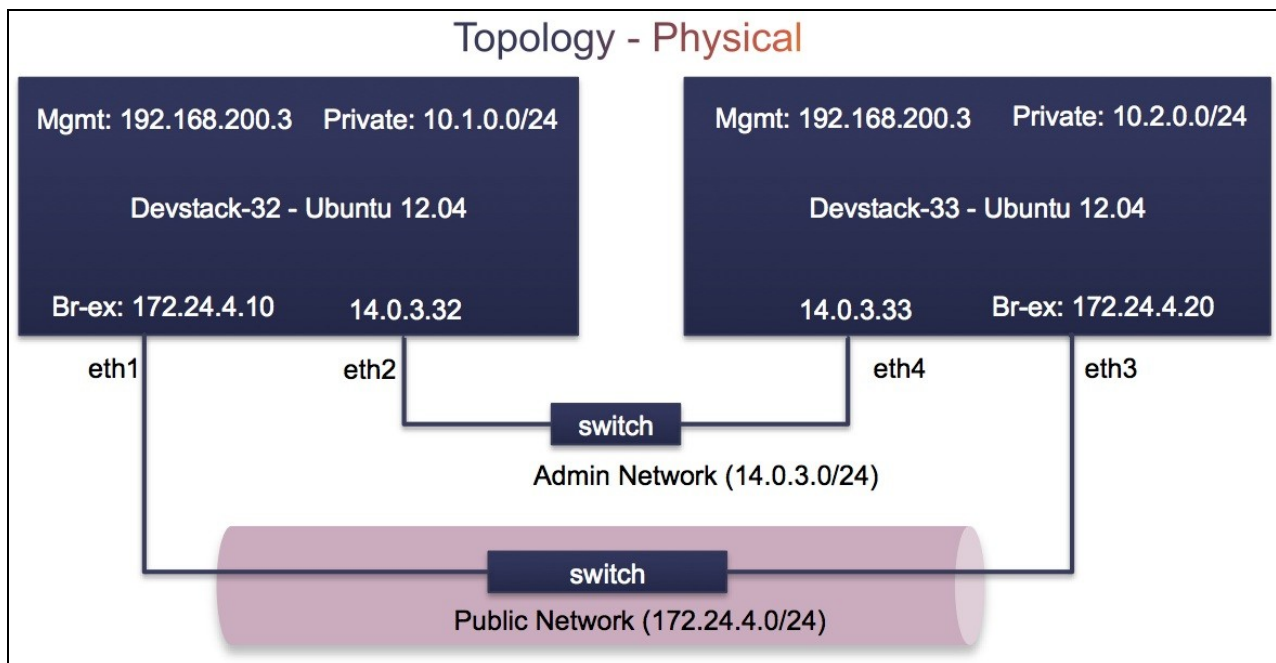 Topology - Physical
Mgmt: 192.168.200.3 Private: 10.1.0.0/24
Devstack-32 - Ubuntu 12.04
Br-ex: 172.24.4.10 14.0.3.32
Mgmt: 192.168.200.3 Private: 10.2.0.0/24
Devstack-33 - Ubuntu 12.04
14.0.3.33 Br-ex: 172.24.4.20
eth1
eth2
eth4
eth3
switch
Admin Network (14.0.3.0/24)
switch
Public Network (172.24.4.0/24)